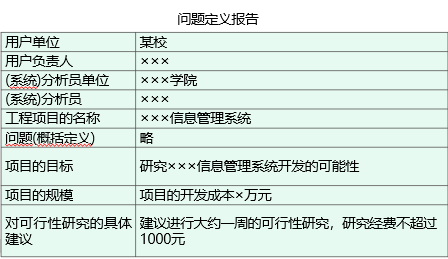 问题定义报告
用户单位 某校
用户负责人 ×××
(系统)分析员单位 ×××学院
(系统)分析员 ×××
工程项目的名称 ×××信息管理系统
问题(概括定义) 略
项目的目标 研究×××信息管理系统开发的可能性
项目的规模 项目的开发成本×万元
对可行性研究的具体
建议
建议进行大约一周的可行性研究，研究经费不超过
1000元